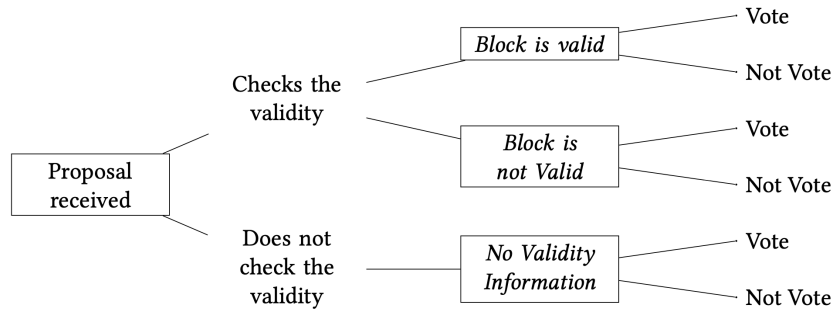 Proposal
received
Checks the
validity
Does not
check the
validity
Block is valid
Block is
not Valid
No Validity
Information
Vote
Not Vote
Vote
Not Vote
Vote
Not Vote